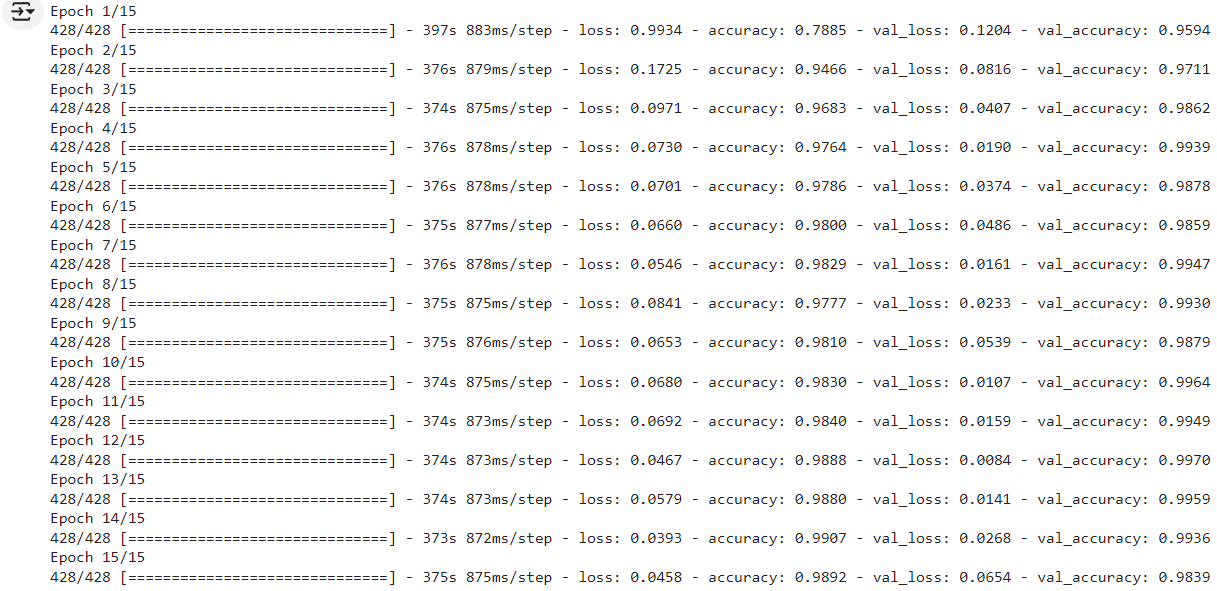 Epoch 1/15
428/428 [==============================] - 397s 883ms/step - loss: 0.9934 - accuracy: 0.7885 - val_loss: 0.1204 - val_accuracy: 0.9594
Epoch 2/15
428/428 [==============================] - 376s 879ms/step - loss: 0.1725 - accuracy: 0.9466 - val_loss: 0.0816 - val_accuracy: 0.9711
Epoch 3/15
428/428 [==============================] - 374s 875ms/step - loss: 0.0971 - accuracy: 0.9683 - val_loss: 0.0407 - val_accuracy: 0.9862
Epoch 4/15
428/428 [==============================] - 376s 878ms/step - loss: 0.0730 - accuracy: 0.9764 - val_loss: 0.0190 - val_accuracy: 0.9939
Epoch 5/15
428/428 [==============================] - 376s 878ms/step - loss: 0.0701 - accuracy: 0.9786 - val_loss: 0.0374 - val_accuracy: 0.9878
Epoch 6/15
428/428 [==============================] - 375s 877ms/step - loss: 0.0660 - accuracy: 0.9800 - val_loss: 0.0486 - val_accuracy: 0.9859
Epoch 7/15
428/428 [==============================] - 376s 878ms/step - loss: 0.0546 - accuracy: 0.9829 - val_loss: 0.0161 - val_accuracy: 0.9947
Epoch 8/15
428/428 [==============================] - 375s 875ms/step - loss: 0.0841 - accuracy: 0.9777 - val_loss: 0.0233 - val_accuracy: 0.9930
Epoch 9/15
428/428 [==============================] - 375s 876ms/step - loss: 0.0653 - accuracy: 0.9810 - val_loss: 0.0539 - val_accuracy: 0.9879
Epoch 10/15
428/428 [==============================] - 374s 875ms/step - loss: 0.0680 - accuracy: 0.9830 - val_loss: 0.0107 - val_accuracy: 0.9964
Epoch 11/15
428/428 [==============================] - 374s 873ms/step - loss: 0.0692 - accuracy: 0.9840 - val_loss: 0.0159 - val_accuracy: 0.9949
Epoch 12/15
428/428 [==============================] - 374s 873ms/step - loss: 0.0467 - accuracy: 0.9888 - val_loss: 0.0084 - val_accuracy: 0.9970
Epoch 13/15
428/428 [==============================] - 374s 873ms/step - loss: 0.0579 - accuracy: 0.9880 - val_loss: 0.0141 - val_accuracy: 0.9959
Epoch 14/15
428/428 [==============================] - 373s 872ms/step - loss: 0.0393 - accuracy: 0.9907 - val_loss: 0.0268 - val_accuracy: 0.9936
Epoch 15/15
428/428 [==============================] - 375s 875ms/step - loss: 0.0458 - accuracy: 0.9892 - val_loss: 0.0654 - val_accuracy: 0.9839